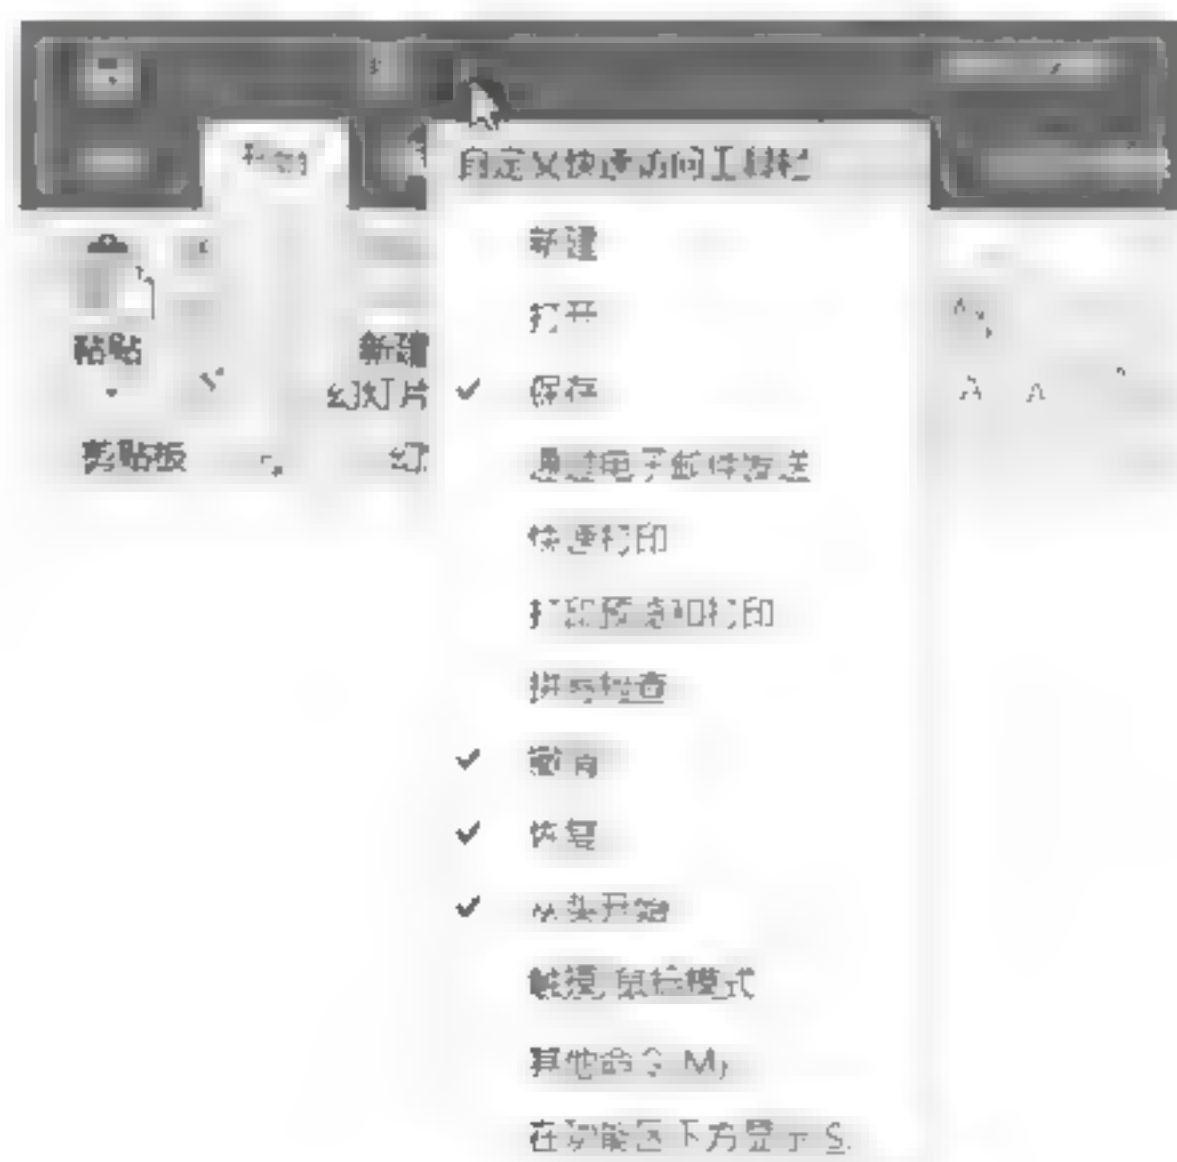 自定义快速访问工具栏
新建
打开
粘贴
新建
保存
幻灯片
剪贴板
通过电子邮件发送
快速打印
打印预览和打印
拼写检查
撤消
恢复
从头开始
触摸/鼠标模式
其他命令(M)
在功能区下方显示(S)